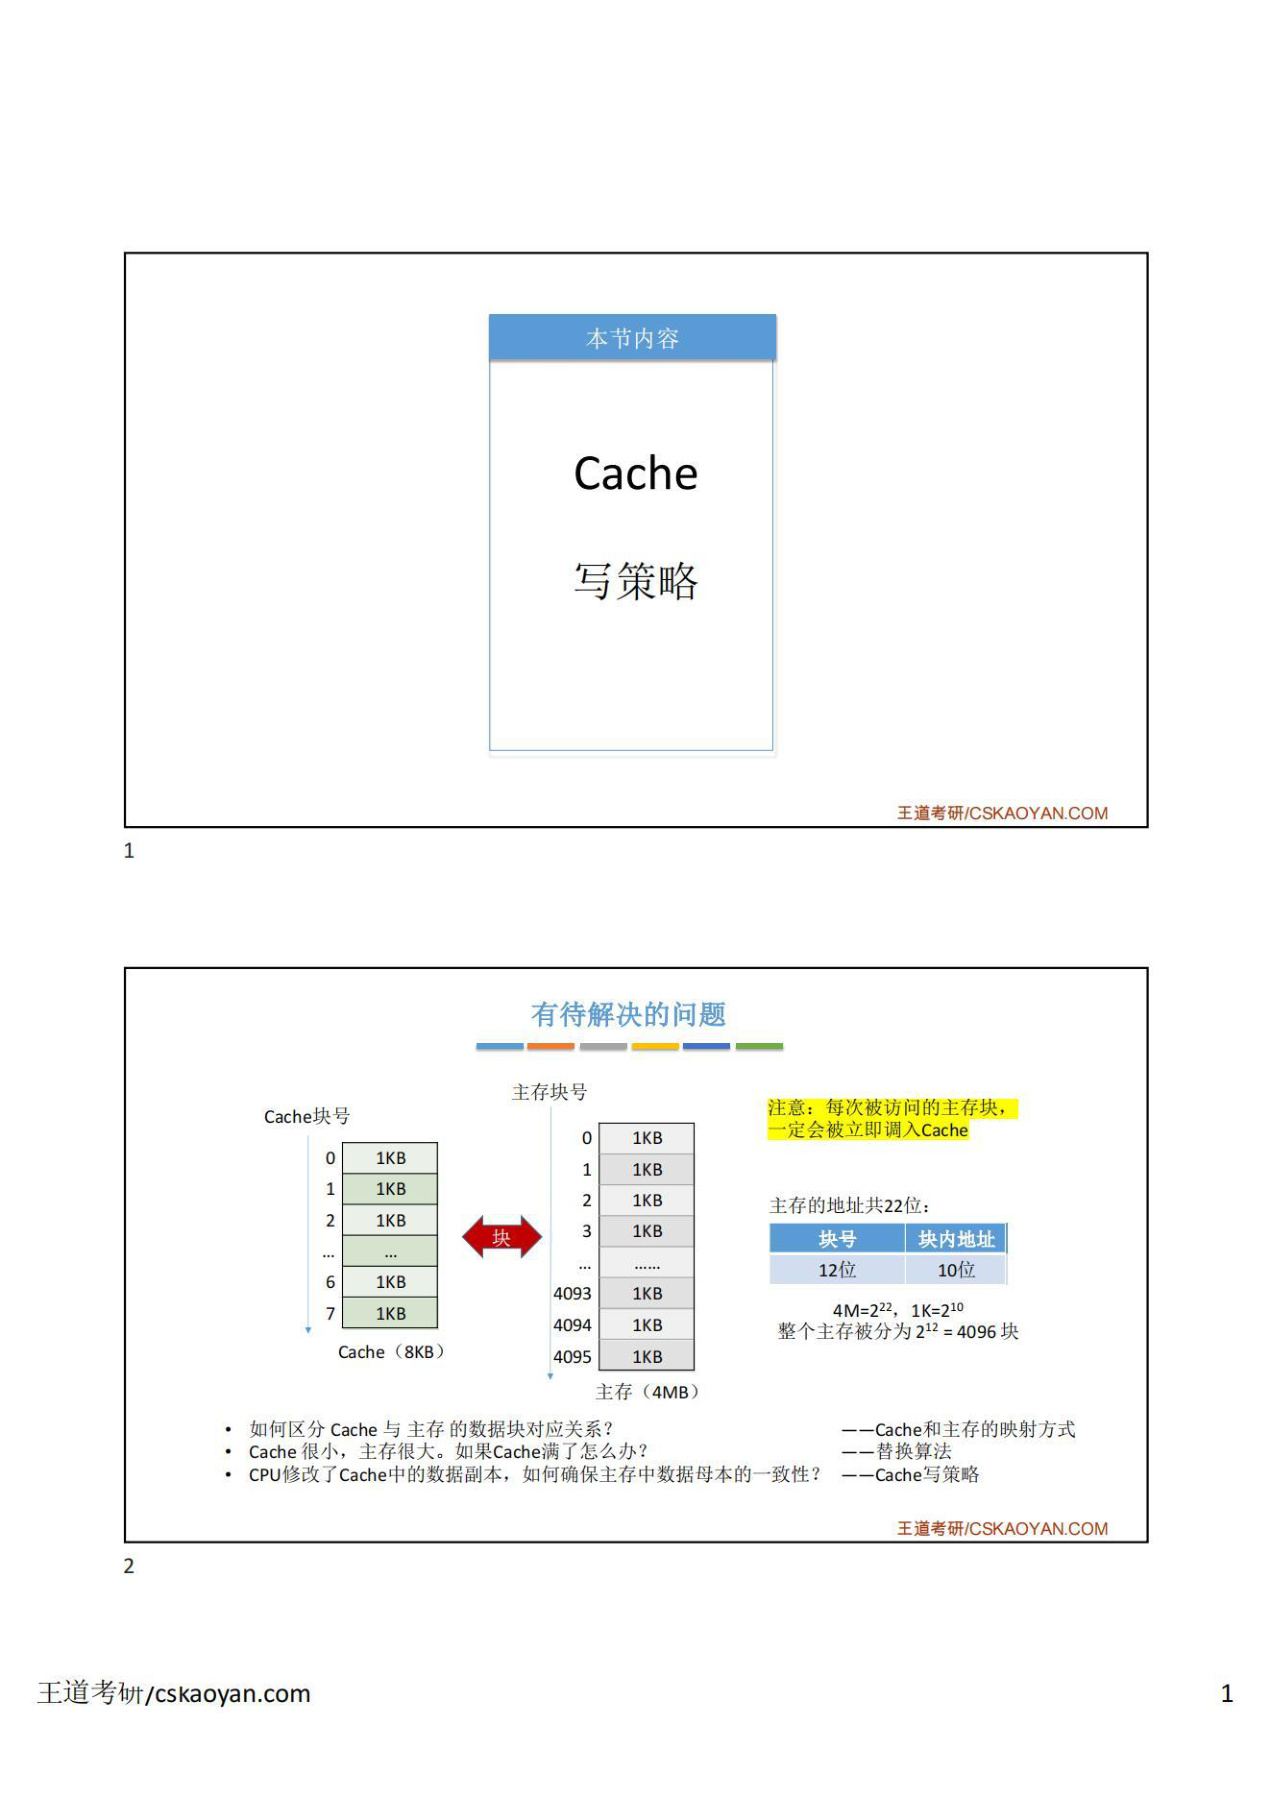 本节内容
Cache
写策略
王道考研/CSKAOYAN.COM
1
有待解决的问题
Cache块号
0 1KB
1 1KB
2 1KB
... ...
6 1KB
7 1KB
Cache（8KB）
块
主存块号
0 1KB
1 1KB
2 1KB
3 1KB
... ......
4093 1KB
4094 1KB
4095 1KB
主存（4MB）
注意：每次被访问的主存块，
一定会被立即调入Cache
主存的地址共22位：
块号 块内地址
12位 10位
4M=2²²，1K=2¹⁰
整个主存被分为 2¹² = 4096 块
• 如何区分 Cache 与 主存 的数据块对应关系？ ——Cache和主存的映射方式
• Cache 很小，主存很大。如果Cache满了怎么办？ ——替换算法
• CPU修改了Cache中的数据副本，如何确保主存中数据母本的一致性？ ——Cache写策略
王道考研/CSKAOYAN.COM
2
王道考研/cskaoyan.com 1